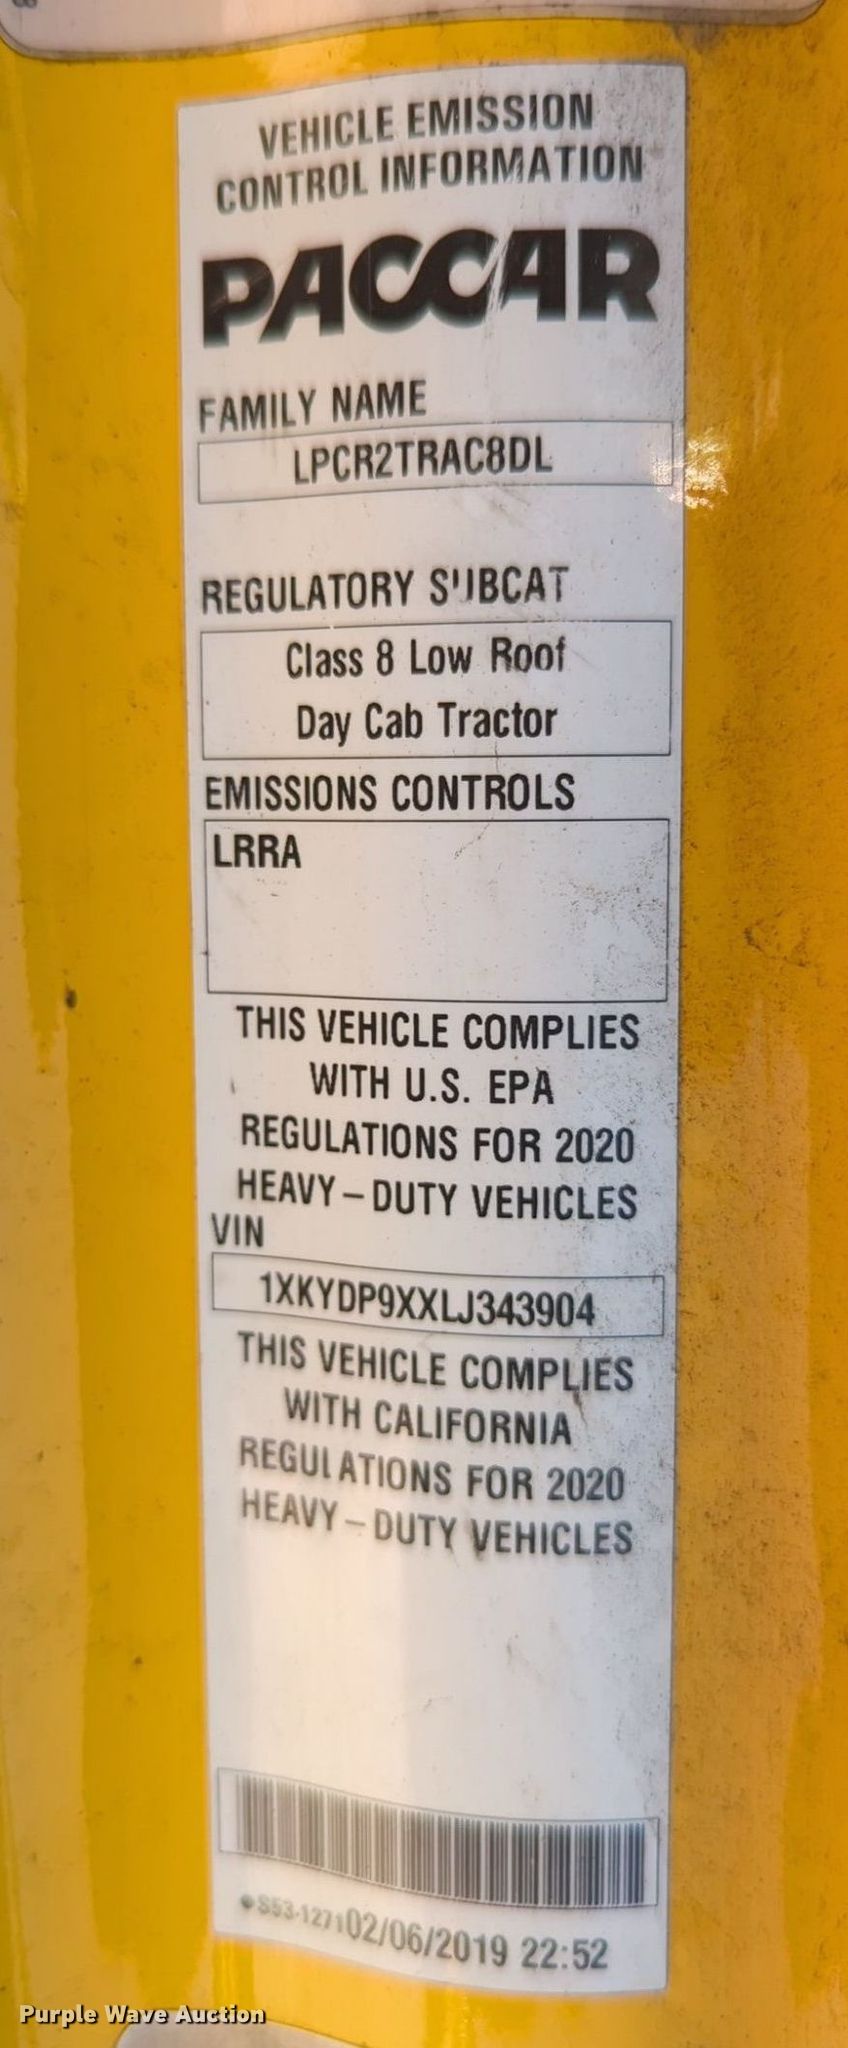 VEHICLE EMISSION
CONTROL INFORMATION
PACCAR
FAMILY NAME
LPCR2TRAC8DL
REGULATORY SUBCAT
Class 8 Low Roof
Day Cab Tractor
EMISSIONS CONTROLS
LRRA
THIS VEHICLE COMPLIES
WITH U.S. EPA
REGULATIONS FOR 2020
HEAVY-DUTY VEHICLES
VIN
1XKYDP9XXLJ343904
THIS VEHICLE COMPLIES
WITH CALIFORNIA
REGULATIONS FOR 2020
HEAVY-DUTY VEHICLES
S53-1271 02/06/2019 22:52
Purple Wave Auction